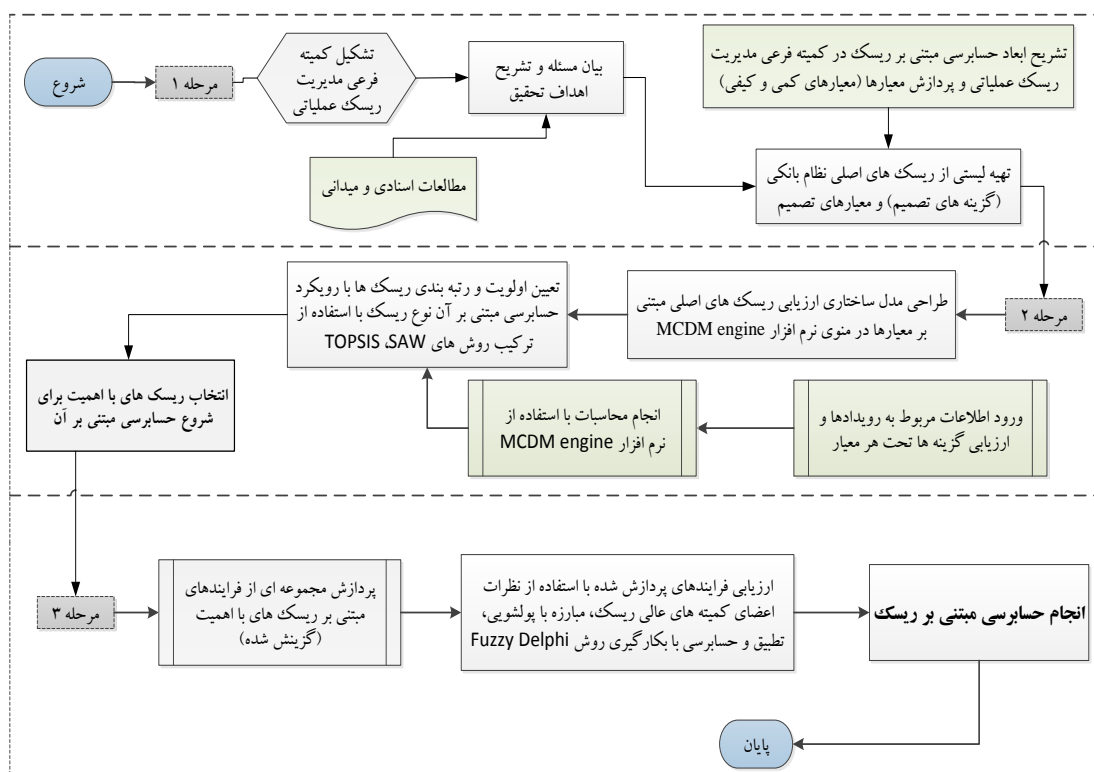 شروع
مرحله ۱
تشکیل کمیته
فرعی مدیریت
ریسک عملیاتی
بیان مسئله و تشریح
اهداف تحقیق
مطالعات اسنادی و میدانی
تشریح ابعاد حسابرسی مبتنی بر ریسک در کمیته فرعی مدیریت
ریسک عملیاتی و پردازش معیارها (معیارهای کمی و کیفی)
تهیه لیستی از ریسک های اصلی نظام بانکی
(گزینه های تصمیم) و معیارهای تصمیم
مرحله ۲
طراحی مدل ساختاری ارزیابی ریسک های اصلی مبتنی
بر معیارها در منوی نرم افزار MCDM engine
تعیین اولویت و رتبه بندی ریسک ها با رویکرد
حسابرسی مبتنی بر آن نوع ریسک با استفاده از
ترکیب روش های TOPSIS ،SAW
ورود اطلاعات مربوط به رویدادها و
ارزیابی گزینه ها تحت هر معیار
انجام محاسبات با استفاده از
نرم افزار MCDM engine
انتخاب ریسک های با اهمیت برای
شروع حسابرسی مبتنی بر آن
مرحله ۳
پردازش مجموعه ای از فرایندهای
مبتنی بر ریسک های با اهمیت
(گزینش شده)
ارزیابی فرایندهای پردازش شده با استفاده از نظرات
اعضای کمیته های عالی ریسک، مبارزه با پولشویی،
تطبیق و حسابرسی با بکارگیری روش Fuzzy Delphi
انجام حسابرسی مبتنی بر ریسک
پایان